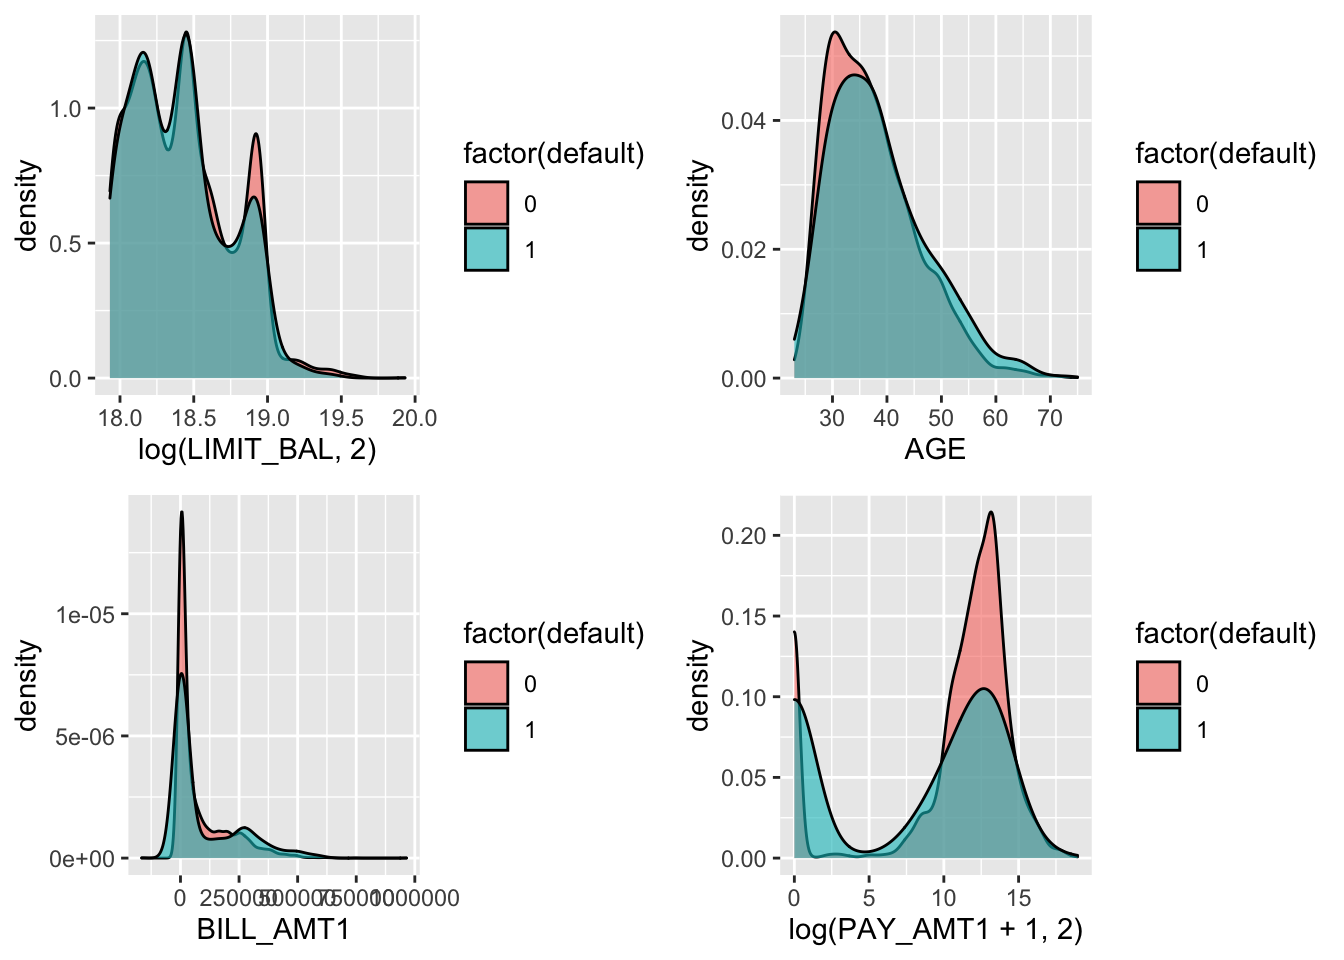 density
1.0
0.5
0.0
18.0 18.5 19.0 19.5 20.0
log(LIMIT_BAL, 2)
factor(default)
0
1
density
0.04
0.02
0.00
30 40 50 60 70
AGE
factor(default)
0
1
density
1e-05
5e-06
0e+00
0 250000 500000 750000 1000000
BILL_AMT1
factor(default)
0
1
density
0.20
0.15
0.10
0.05
0.00
0 5 10 15
log(PAY_AMT1 + 1, 2)
factor(default)
0
1